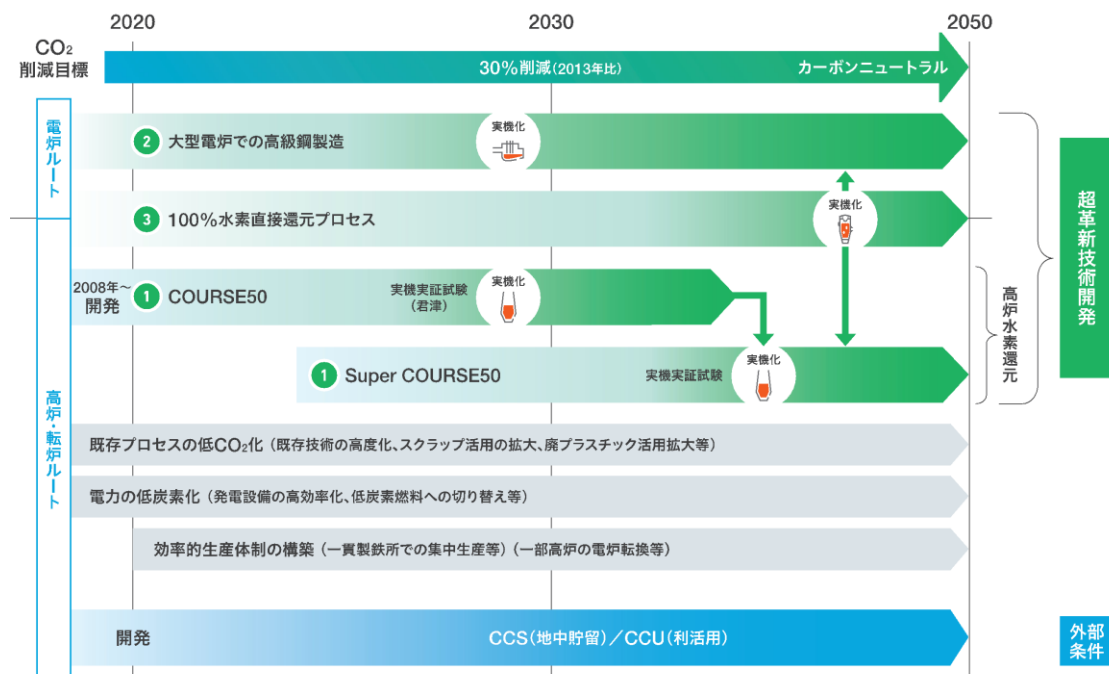 2020
2030
2050
CO₂
削減目標
30%削減(2013年比)
カーボンニュートラル
電炉ルート
2 大型電炉での高級鋼製造
実機化
3 100%水素直接還元プロセス
実機化
2008年〜
開発
1 COURSE50
実機実証試験
(君津)
実機化
1 Super COURSE50
実機実証試験
実機化
高炉水素還元
超革新技術開発
高炉・転炉ルート
既存プロセスの低CO₂化(既存技術の高度化、スクラップ活用の拡大、廃プラスチック活用拡大等)
電力の低炭素化(発電設備の高効率化、低炭素燃料への切り替え等)
効率的生産体制の構築(一貫製鉄所での集中生産等)(一部高炉の電炉転換等)
開発
CCS(地中貯留)/CCU(利活用)
外部
条件